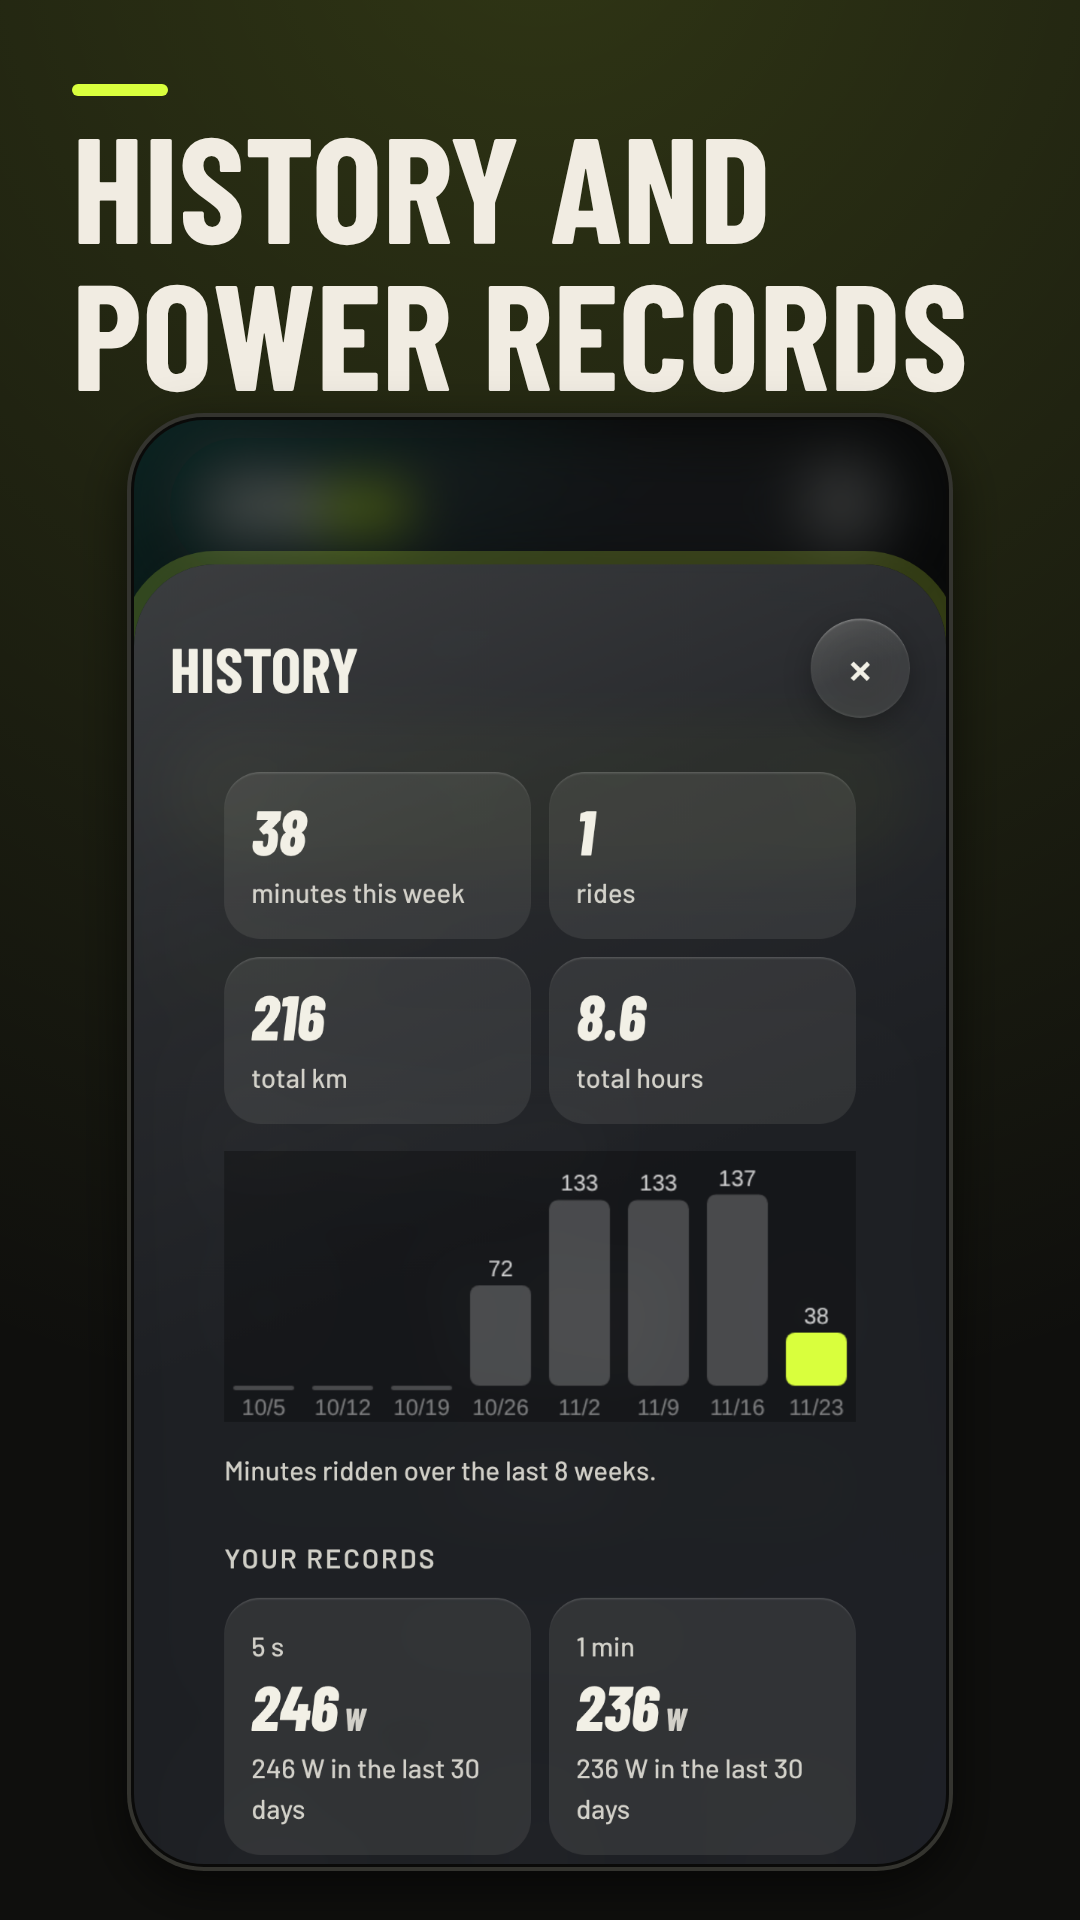 HISTORY AND
POWER RECORDS
HISTORY
×
38
minutes this week
1
rides
216
total km
8.6
total hours
72
133
133
137
38
10/5 10/12 10/19 10/26 11/2 11/9 11/16 11/23
Minutes ridden over the last 8 weeks.
YOUR RECORDS
5 s
246 W
246 W in the last 30
days
1 min
236 W
236 W in the last 30
days